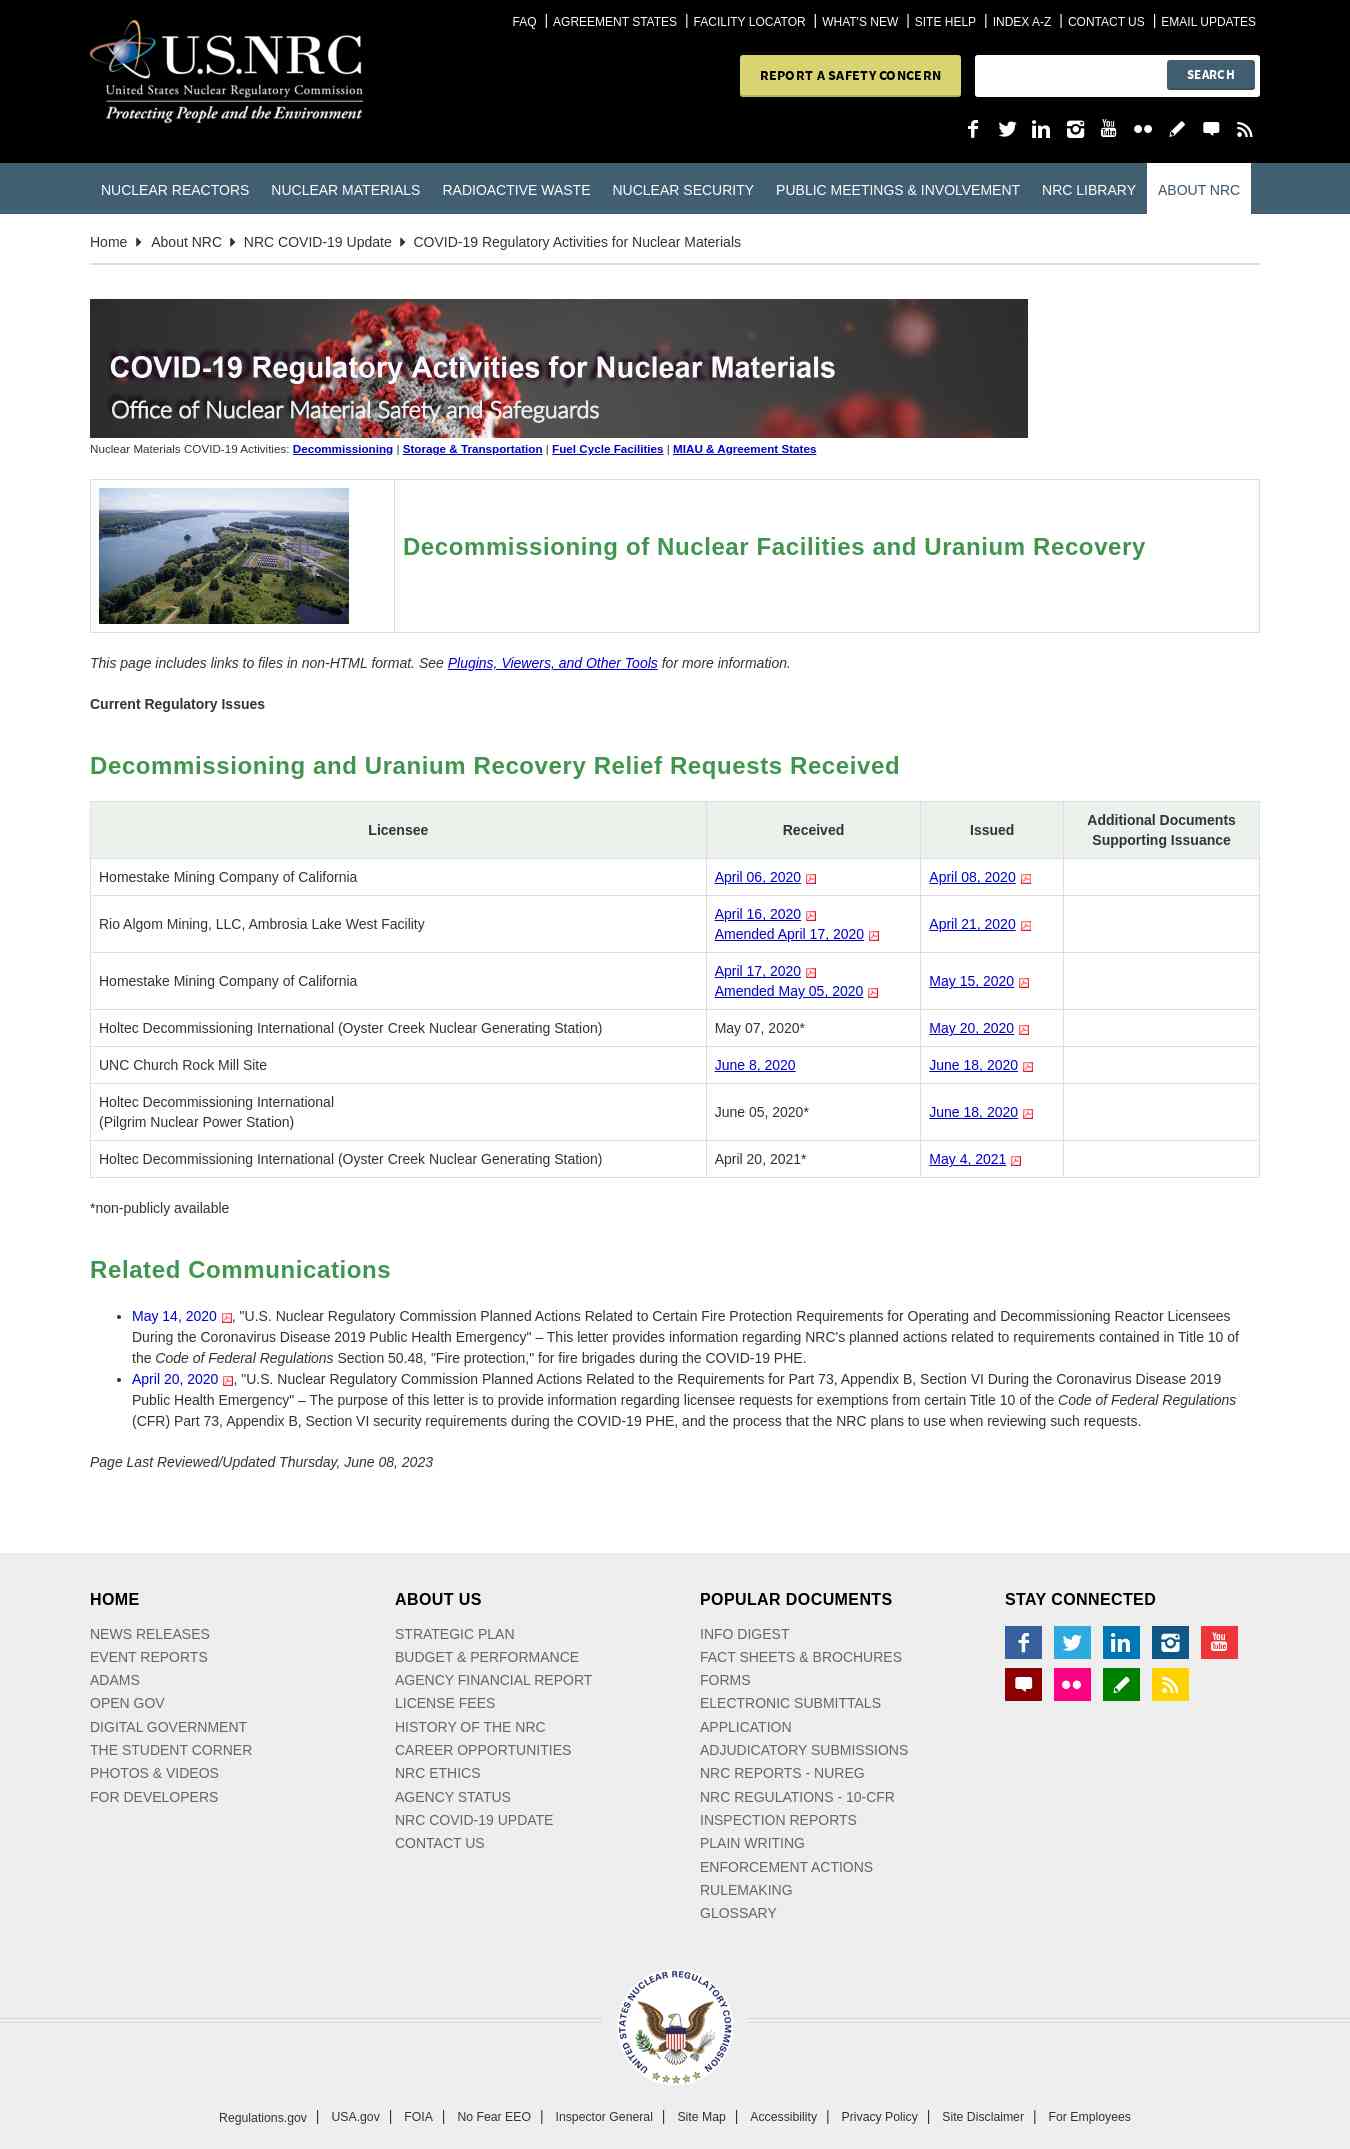 FAQ | AGREEMENT STATES | FACILITY LOCATOR | WHAT'S NEW | SITE HELP | INDEX A-Z | CONTACT US | EMAIL UPDATES
U.S.NRC
United States Nuclear Regulatory Commission
Protecting People and the Environment
REPORT A SAFETY CONCERN
SEARCH
You Tube
NUCLEAR REACTORS NUCLEAR MATERIALS RADIOACTIVE WASTE NUCLEAR SECURITY PUBLIC MEETINGS & INVOLVEMENT NRC LIBRARY ABOUT NRC
Home About NRC NRC COVID-19 Update COVID-19 Regulatory Activities for Nuclear Materials
COVID-19 Regulatory Activities for Nuclear Materials
Office of Nuclear Material Safety and Safeguards
Nuclear Materials COVID-19 Activities: Decommissioning | Storage & Transportation | Fuel Cycle Facilities | MIAU & Agreement States
Decommissioning of Nuclear Facilities and Uranium Recovery
This page includes links to files in non-HTML format. See Plugins, Viewers, and Other Tools for more information.
Current Regulatory Issues
Decommissioning and Uranium Recovery Relief Requests Received
Licensee Received Issued Additional Documents
Supporting Issuance
Homestake Mining Company of California April 06, 2020 April 08, 2020
Rio Algom Mining, LLC, Ambrosia Lake West Facility April 16, 2020
Amended April 17, 2020 April 21, 2020
Homestake Mining Company of California April 17, 2020
Amended May 05, 2020 May 15, 2020
Holtec Decommissioning International (Oyster Creek Nuclear Generating Station) May 07, 2020* May 20, 2020
UNC Church Rock Mill Site June 8, 2020 June 18, 2020
Holtec Decommissioning International
(Pilgrim Nuclear Power Station) June 05, 2020* June 18, 2020
Holtec Decommissioning International (Oyster Creek Nuclear Generating Station) April 20, 2021* May 4, 2021
*non-publicly available
Related Communications
• May 14, 2020 , "U.S. Nuclear Regulatory Commission Planned Actions Related to Certain Fire Protection Requirements for Operating and Decommissioning Reactor Licensees
During the Coronavirus Disease 2019 Public Health Emergency" – This letter provides information regarding NRC's planned actions related to requirements contained in Title 10 of
the Code of Federal Regulations Section 50.48, "Fire protection," for fire brigades during the COVID-19 PHE.
• April 20, 2020 , "U.S. Nuclear Regulatory Commission Planned Actions Related to the Requirements for Part 73, Appendix B, Section VI During the Coronavirus Disease 2019
Public Health Emergency" – The purpose of this letter is to provide information regarding licensee requests for exemptions from certain Title 10 of the Code of Federal Regulations
(CFR) Part 73, Appendix B, Section VI security requirements during the COVID-19 PHE, and the process that the NRC plans to use when reviewing such requests.
Page Last Reviewed/Updated Thursday, June 08, 2023
HOME
NEWS RELEASES
EVENT REPORTS
ADAMS
OPEN GOV
DIGITAL GOVERNMENT
THE STUDENT CORNER
PHOTOS & VIDEOS
FOR DEVELOPERS
ABOUT US
STRATEGIC PLAN
BUDGET & PERFORMANCE
AGENCY FINANCIAL REPORT
LICENSE FEES
HISTORY OF THE NRC
CAREER OPPORTUNITIES
NRC ETHICS
AGENCY STATUS
NRC COVID-19 UPDATE
CONTACT US
POPULAR DOCUMENTS
INFO DIGEST
FACT SHEETS & BROCHURES
FORMS
ELECTRONIC SUBMITTALS
APPLICATION
ADJUDICATORY SUBMISSIONS
NRC REPORTS - NUREG
NRC REGULATIONS - 10-CFR
INSPECTION REPORTS
PLAIN WRITING
ENFORCEMENT ACTIONS
RULEMAKING
GLOSSARY
STAY CONNECTED
You Tube
UNITED STATES NUCLEAR REGULATORY COMMISSION
Regulations.gov | USA.gov | FOIA | No Fear EEO | Inspector General | Site Map | Accessibility | Privacy Policy | Site Disclalmer | For Employees